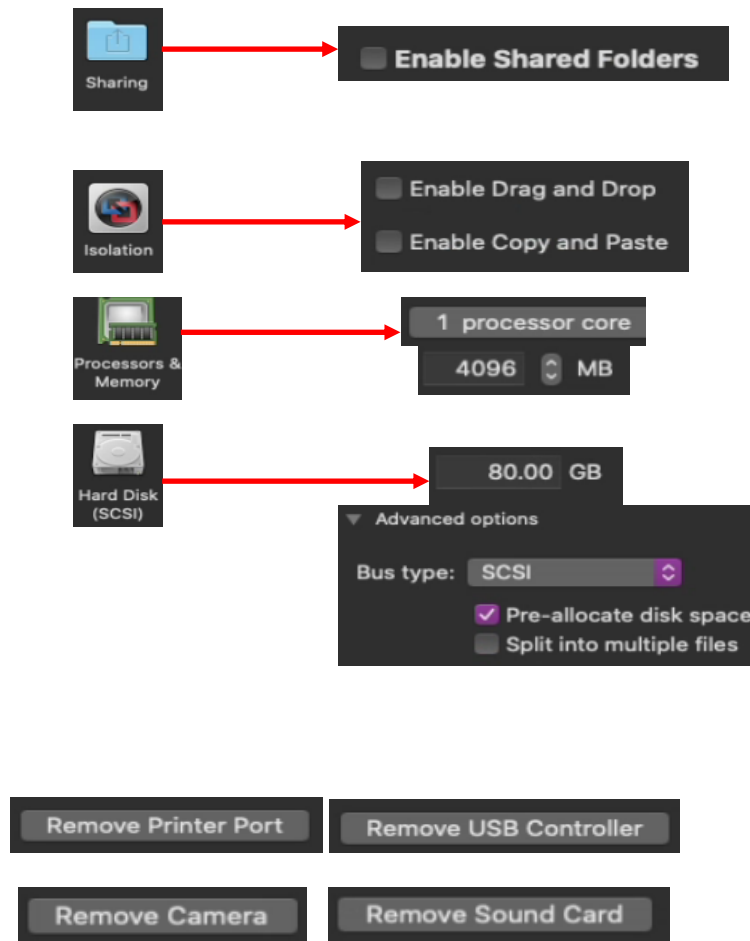 Sharing
Enable Shared Folders
Isolation
Enable Drag and Drop
Enable Copy and Paste
Processors &
Memory
1 processor core
4096 MB
Hard Disk
(SCSI)
80.00 GB
Advanced options
Bus type: SCSI
Pre-allocate disk space
Split into multiple files
Remove Printer Port
Remove USB Controller
Remove Camera
Remove Sound Card